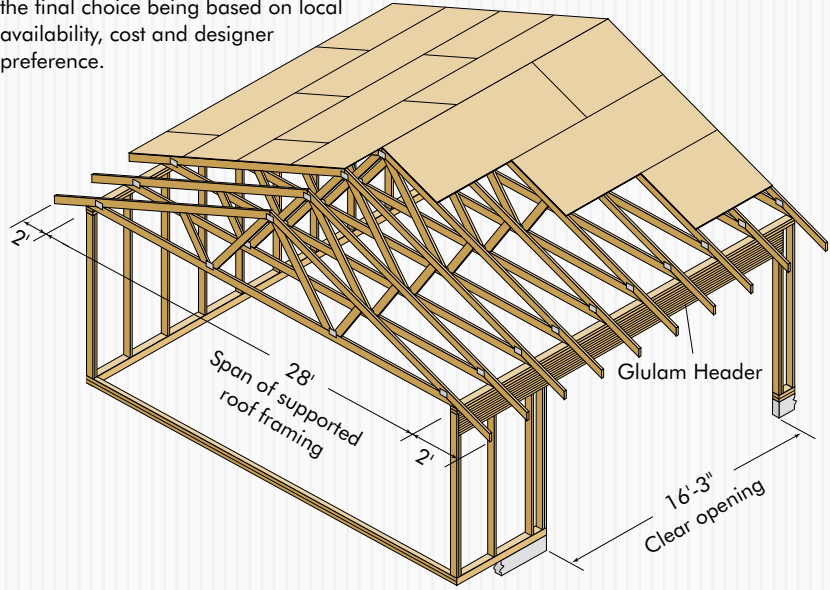 the final choice being based on local
availability, cost and designer
preference.
2'
28'
Span of supported
roof framing
2'
Glulam Header
16'-3"
Clear opening